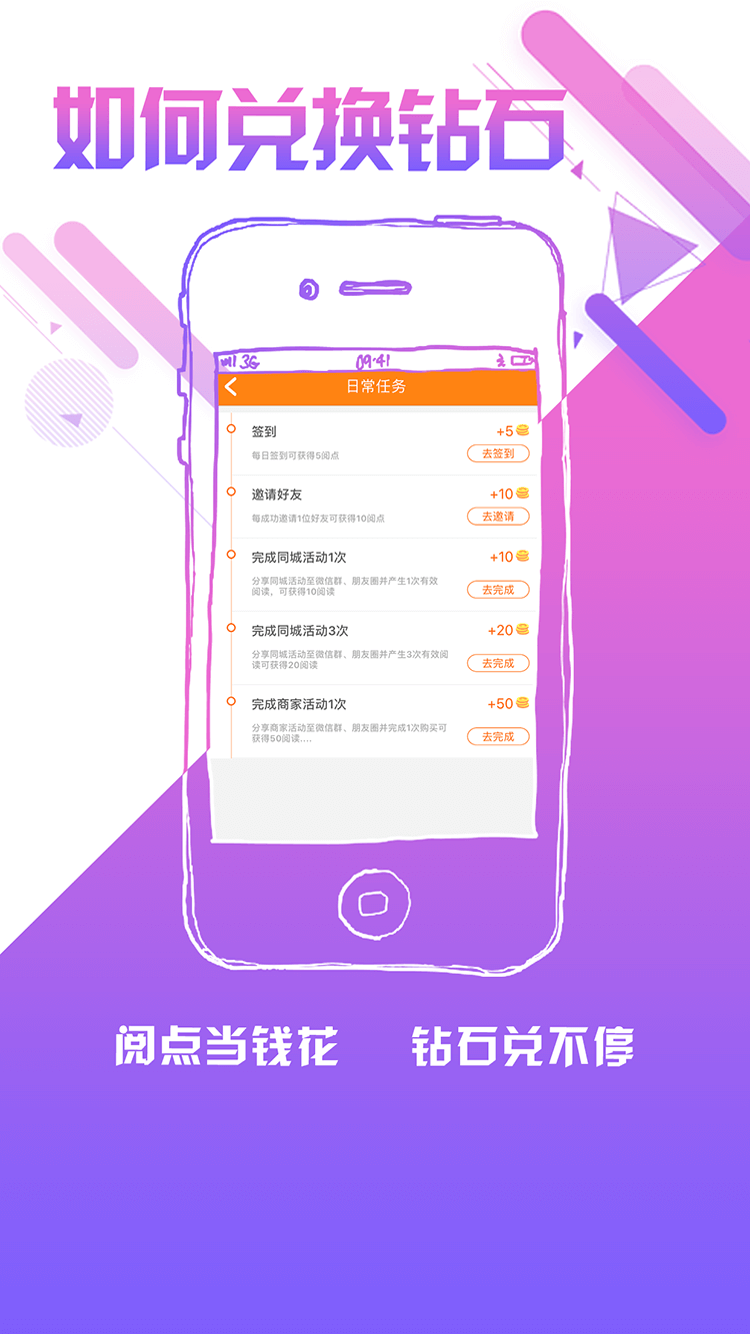 如何兑换钻石
3G 09:41
日常任务
签到 +5
每日签到可获得5阅点 去签到
邀请好友 +10
每成功邀请1位好友可获得10阅点 去邀请
完成同城活动1次 +10
分享同城活动至微信群、朋友圈并产生1次有效
阅读，可获得10阅读 去完成
完成同城活动3次 +20
分享同城活动至微信群、朋友圈并产生3次有效阅
读可获得20阅读 去完成
完成商家活动1次 +50
分享商家活动至微信群、朋友圈并完成1次购买可
获得50阅读.... 去完成
阅点当钱花 钻石兑不停